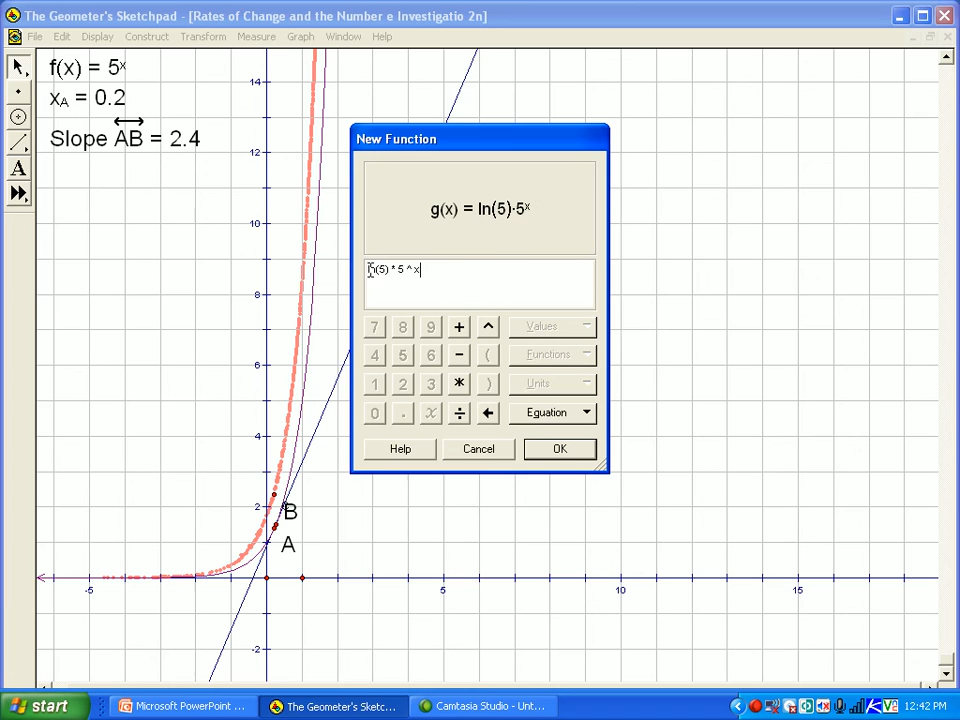 The Geometer's Sketchpad - [Rates of Change and the Number e Investigatio 2n]
File Edit Display Construct Transform Measure Graph Window Help
f(x) = 5ˣ
x_A = 0.2
Slope AB = 2.4
New Function
g(x) = ln(5)·5ˣ
ln(5) * 5 ^ x
7 8 9 + ^ Values
4 5 6 - ( Functions
1 2 3 * ) Units
0 . x ÷ ← Equation
Help Cancel OK
A
14
12
10
8
6
4
2
-2
-5 5 10 15
B
A
start Microsoft PowerPoint ... The Geometer's Sketc... Camtasia Studio - Unt... 12:42 PM